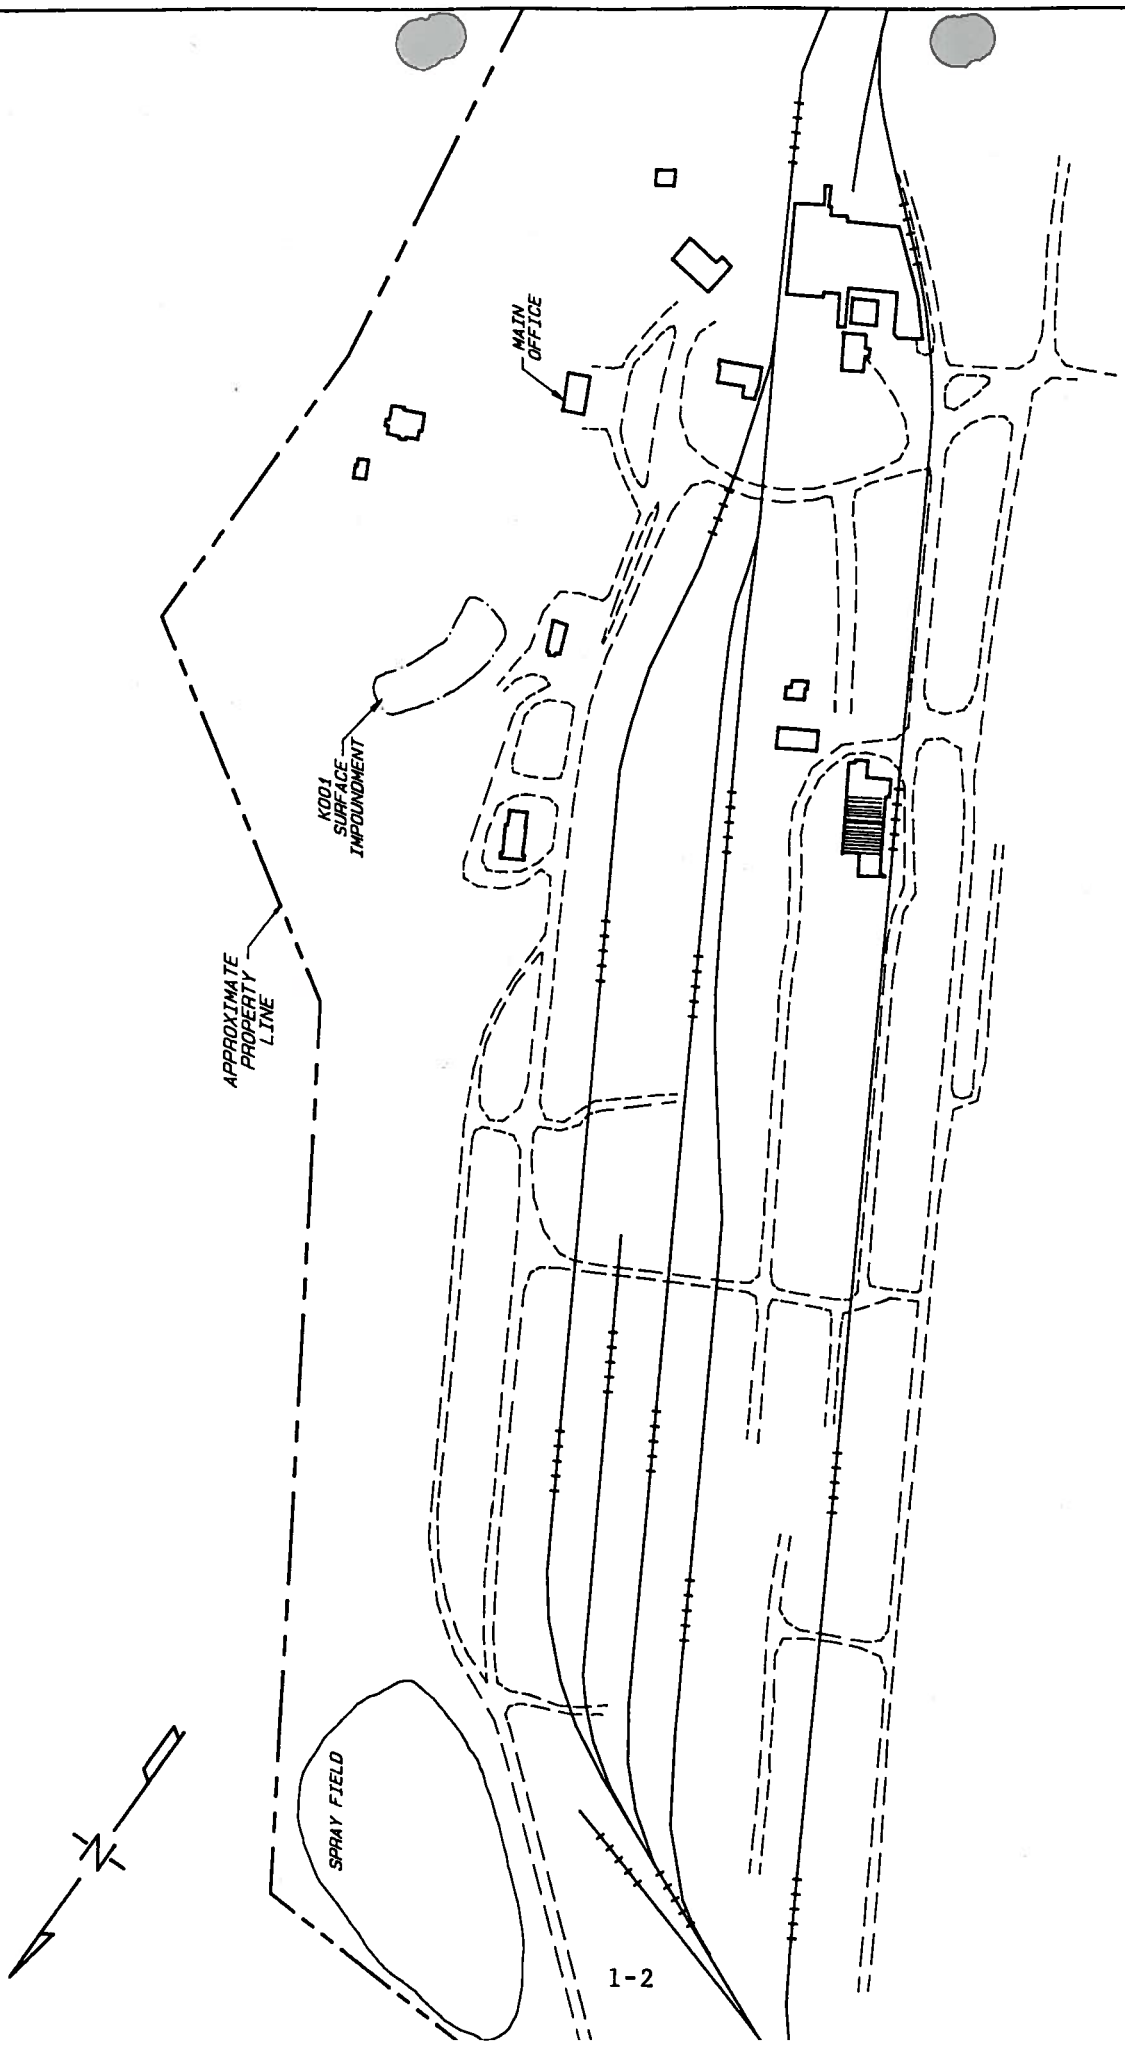 MAIN
OFFICE
K001
SURFACE
IMPOUNDMENT
APPROXIMATE
PROPERTY
LINE
SPRAY FIELD
N
1-2